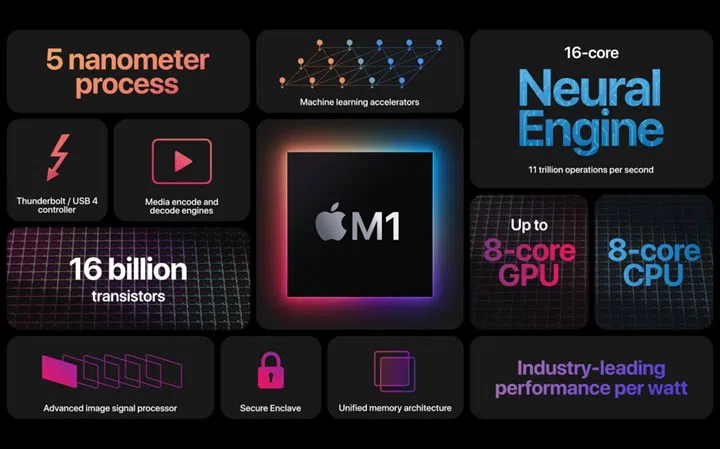 5 nanometer
process
Machine learning accelerators
16-core
Neural
Engine
11 trillion operations per second
Thunderbolt / USB 4
controller
Media encode and
decode engines
M1
Up to
8-core
GPU
8-core
CPU
16 billion
transistors
Advanced image signal processor
Secure Enclave
Unified memory architecture
Industry-leading
performance per watt